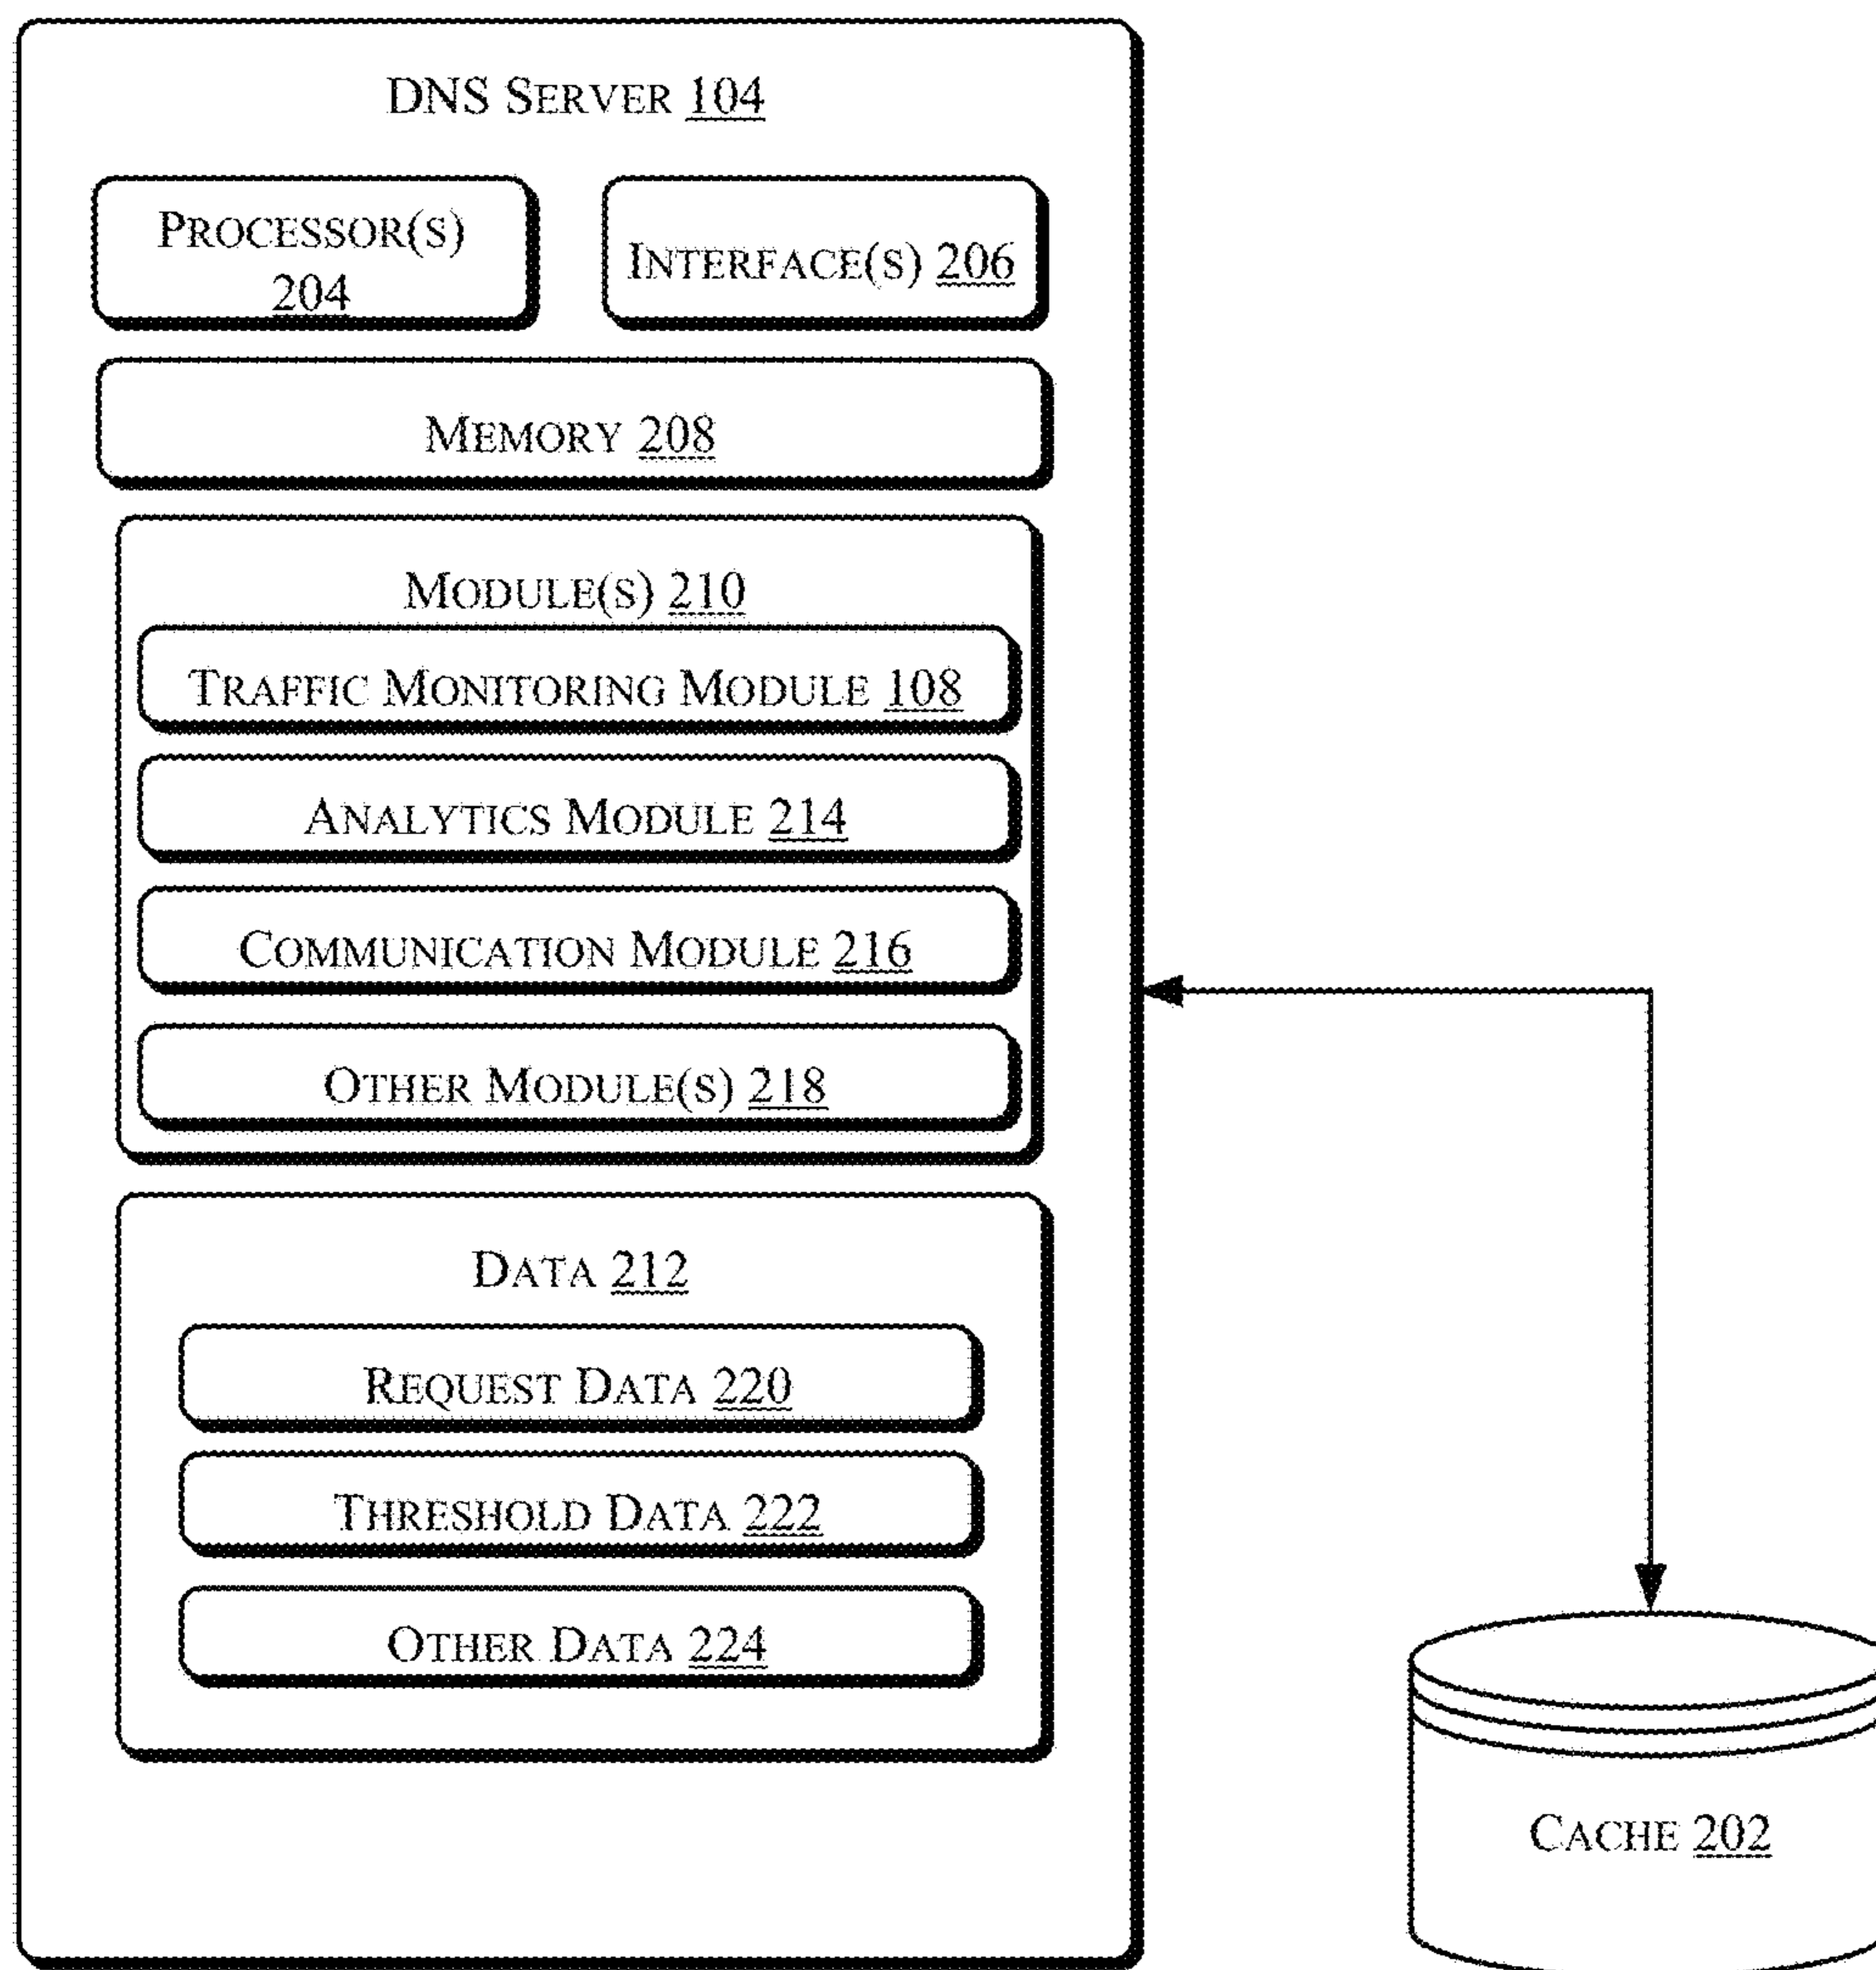 DNS SERVER 104
PROCESSOR(S)
204
INTERFACE(S) 206
MEMORY 208
MODULE(S) 210
TRAFFIC MONITORING MODULE 108
ANALYTICS MODULE 214
COMMUNICATION MODULE 216
OTHER MODULE(S) 218
DATA 212
REQUEST DATA 220
THRESHOLD DATA 222
OTHER DATA 224
CACHE 202